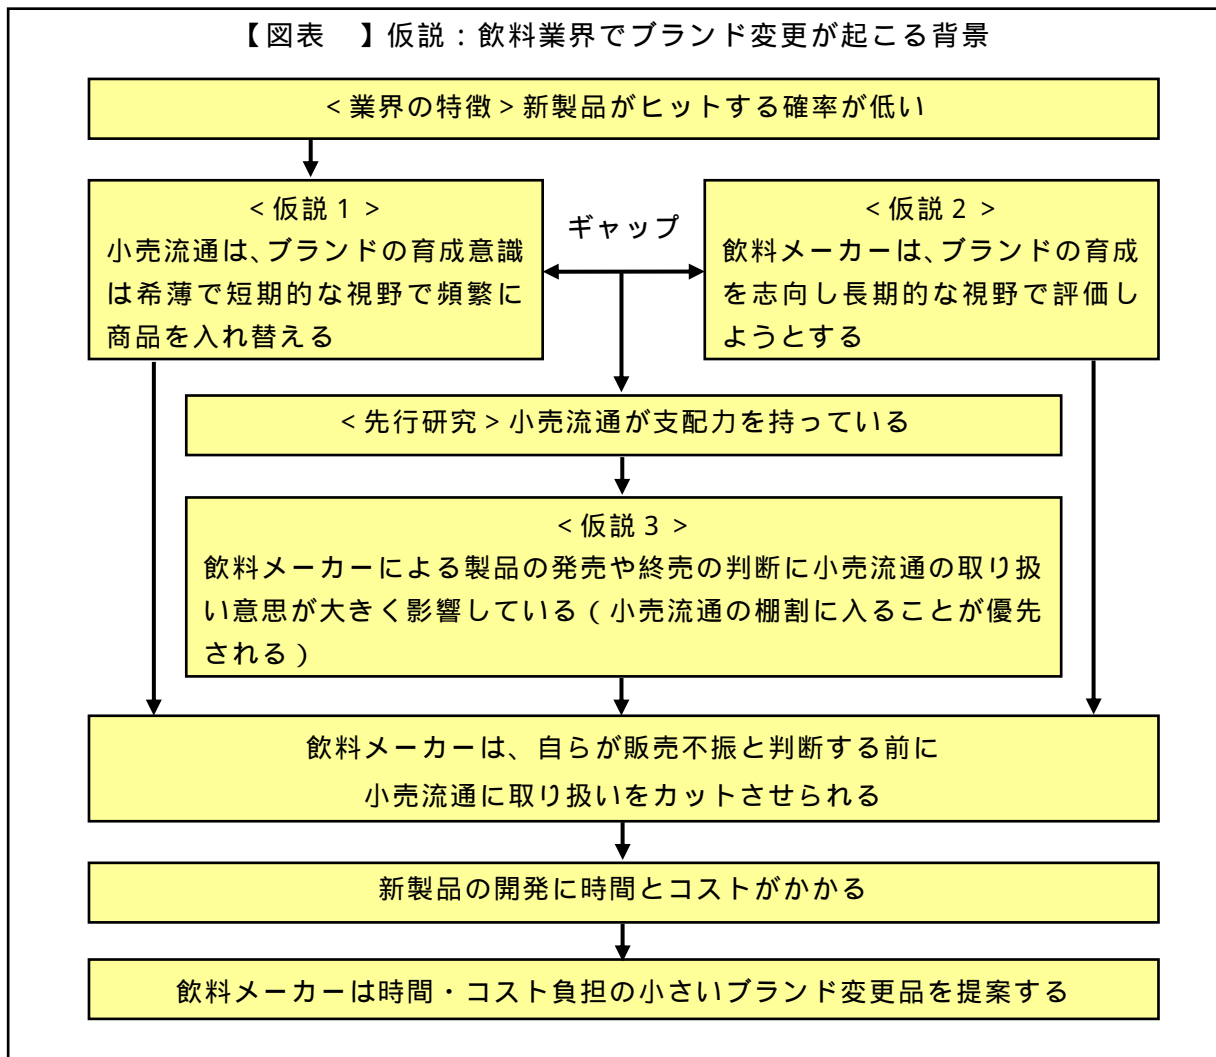 【図表　】仮説：飲料業界でブランド変更が起こる背景
＜業界の特徴＞新製品がヒットする確率が低い
＜仮説１＞
小売流通は、ブランドの育成意識
は希薄で短期的な視野で頻繁に
商品を入れ替える
ギャップ
＜仮説２＞
飲料メーカーは、ブランドの育成
を志向し長期的な視野で評価し
ようとする
＜先行研究＞小売流通が支配力を持っている
＜仮説３＞
飲料メーカーによる製品の発売や終売の判断に小売流通の取り扱
い意思が大きく影響している（小売流通の棚割に入ることが優先
される）
飲料メーカーは、自らが販売不振と判断する前に
小売流通に取り扱いをカットさせられる
新製品の開発に時間とコストがかかる
飲料メーカーは時間・コスト負担の小さいブランド変更品を提案する